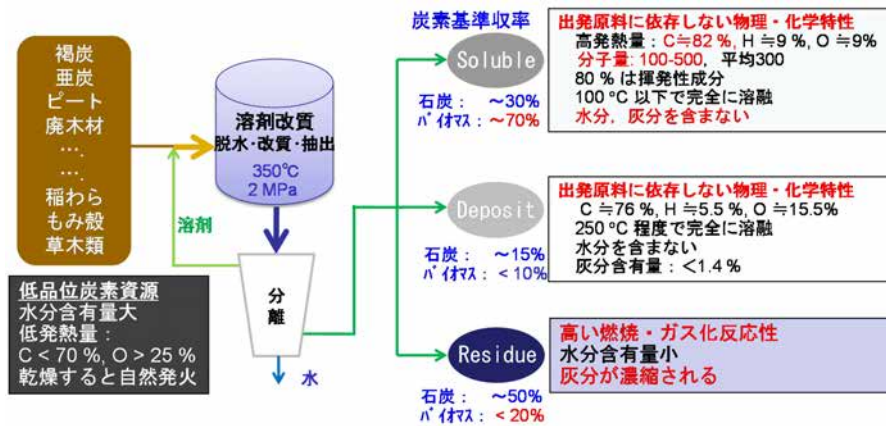 褐炭
亜炭
ピート
廃木材
….
….
稲わら
もみ殻
草木類
低品位炭素資源
水分含有量大
低発熱量：
C < 70 %, O > 25 %
乾燥すると自然発火
溶剤
溶剤改質
脱水・改質・抽出
350℃
2 MPa
分
離
水
炭素基準収率
Soluble
石炭： ～30%
バイオマス：～70%
出発原料に依存しない物理・化学特性
高発熱量：C≒82 %, H ≒9 %, O ≒9%
分子量: 100-500, 平均300
80 % は揮発性成分
100 ℃ 以下で完全に溶融
水分, 灰分を含まない
Deposit
石炭： ～15%
バイオマス：< 10%
出発原料に依存しない物理・化学特性
C ≒76 %, H ≒5.5 %, O ≒15.5%
250 ℃ 程度で完全に溶融
水分を含まない
灰分含有量：<1.4 %
Residue
石炭： ～50%
バイオマス：< 20%
高い燃焼・ガス化反応性
水分含有量小
灰分が濃縮される